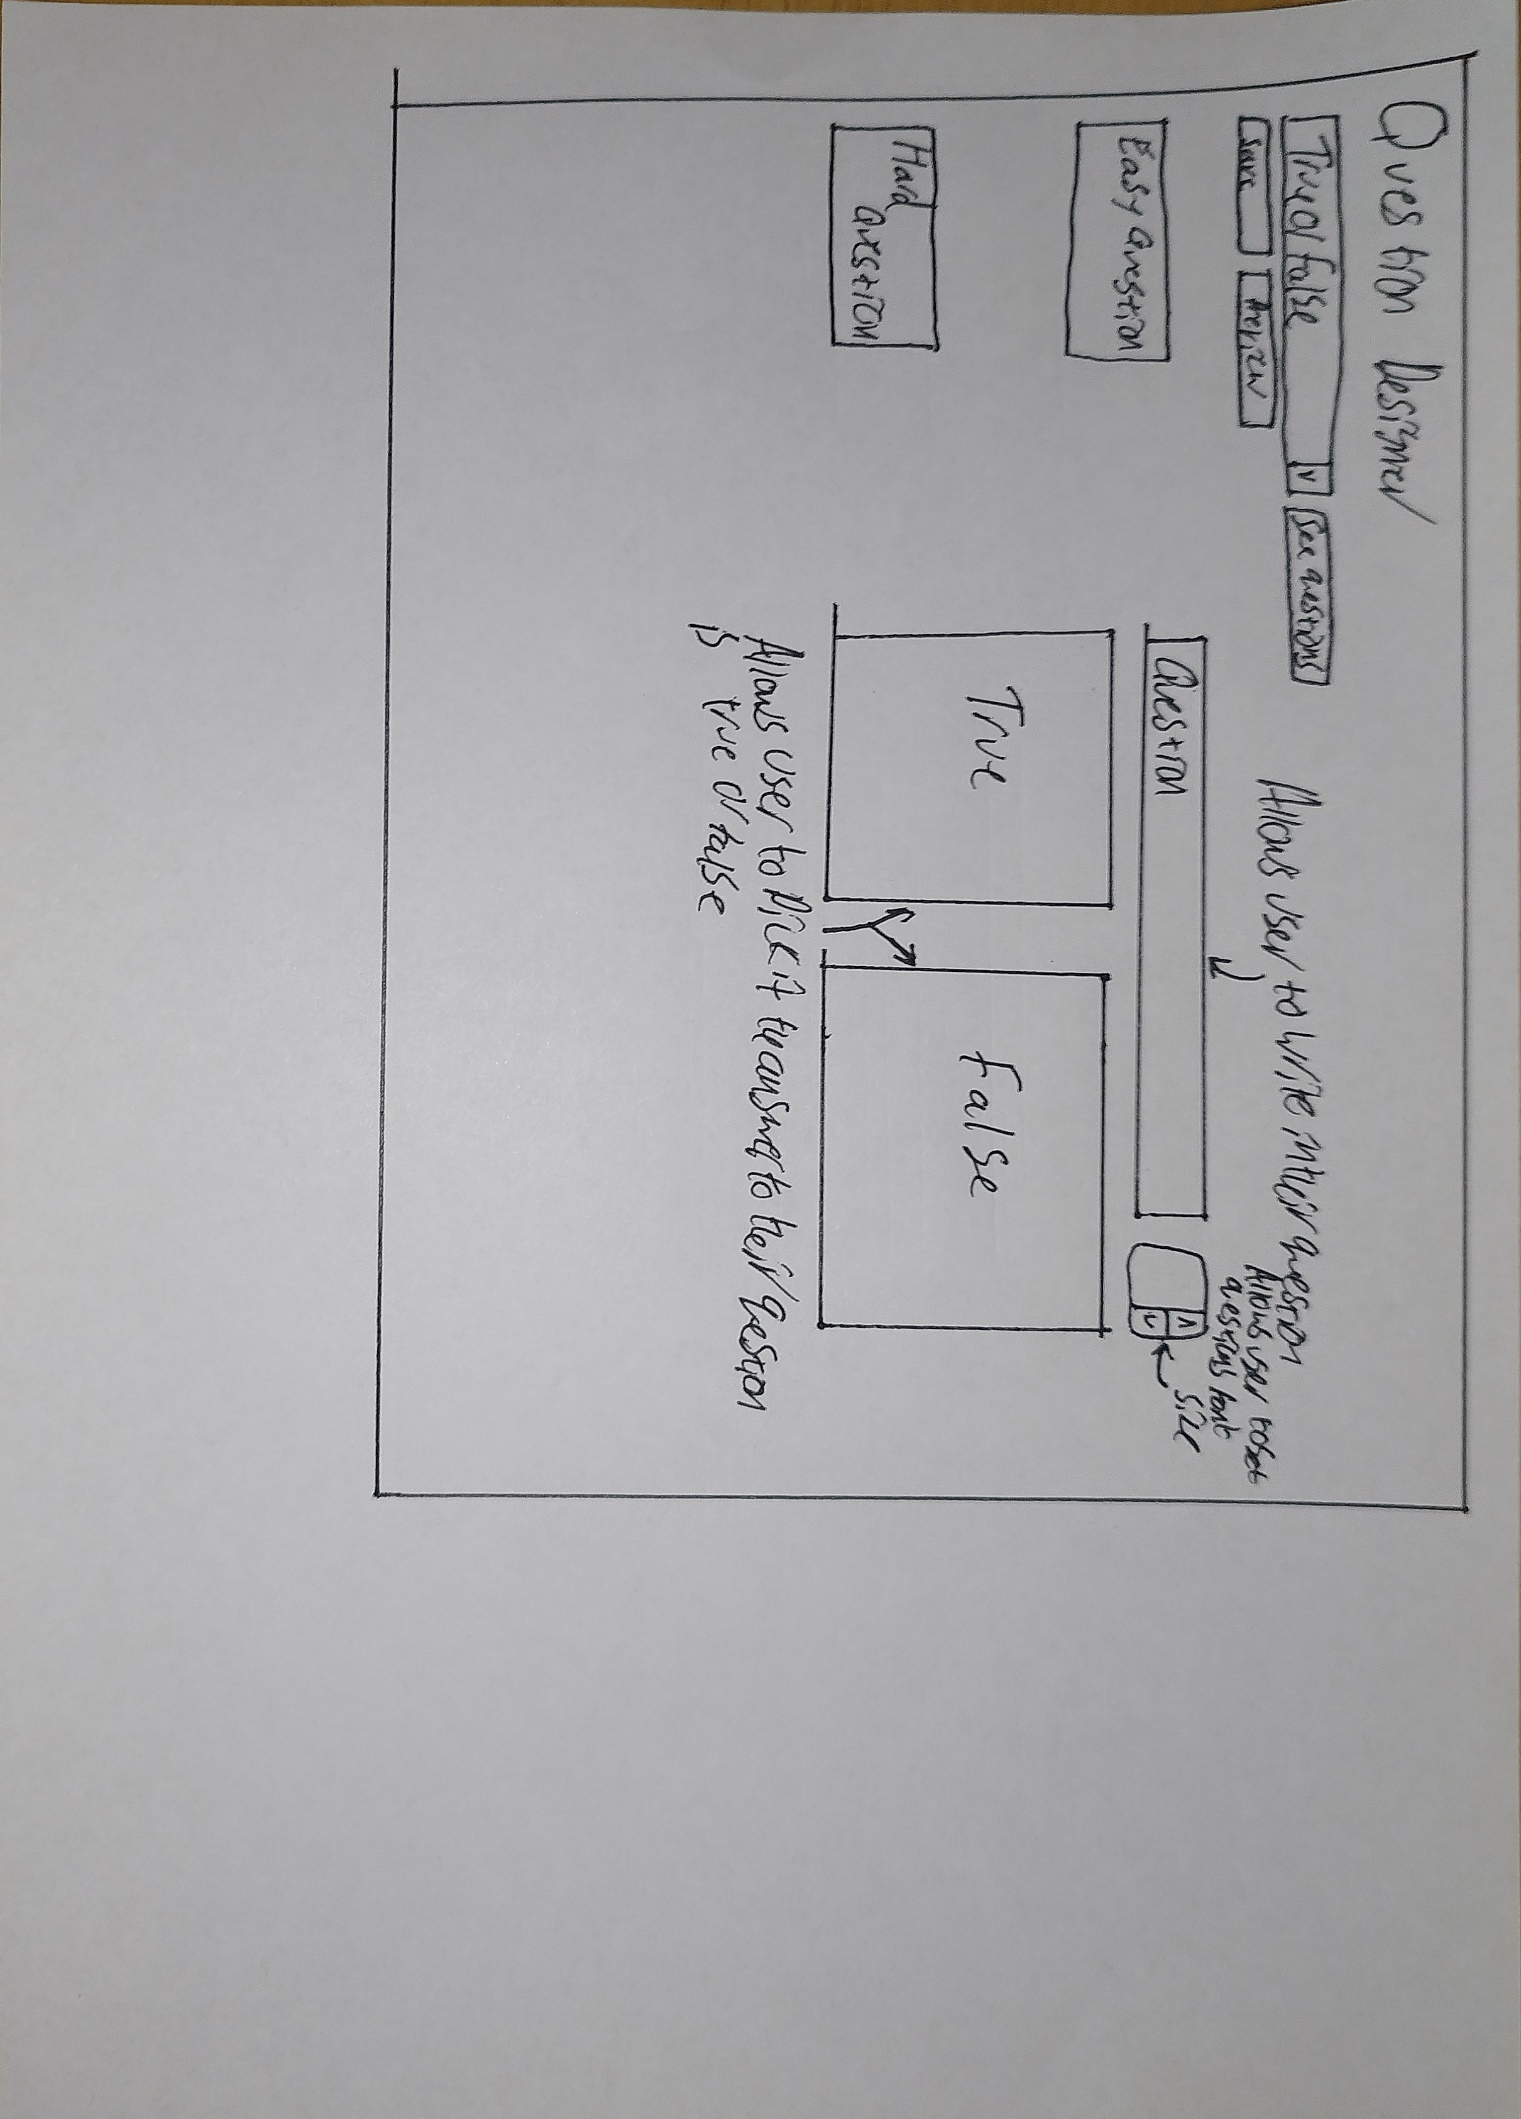 Question Designer
True or false v See questions
Save Preview
Allows user to write in their question
Allows user to set
questions font
size
Easy Question
Question
^
v
Hard
Question
True
False
Allows user to pick if the answer to their question
is true or false